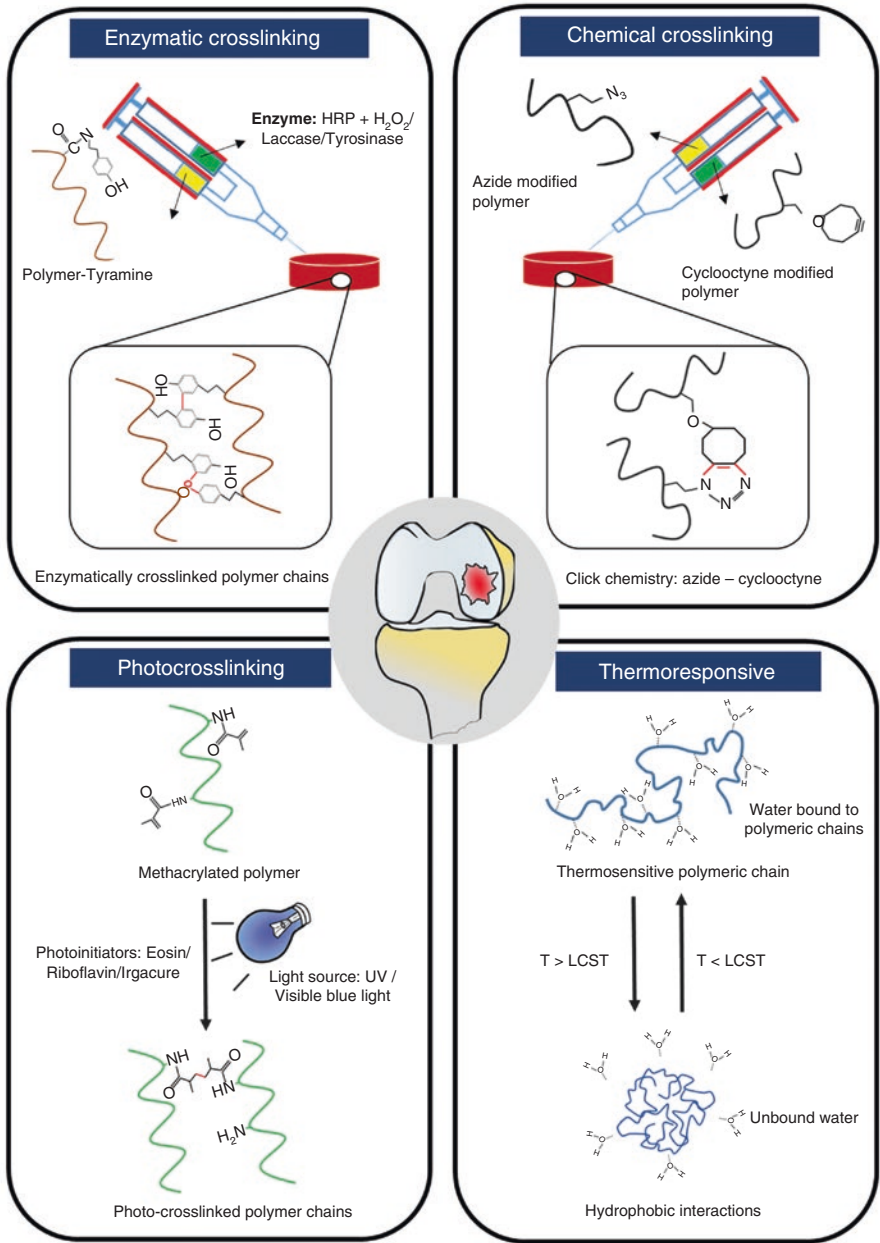 Enzymatic crosslinking
Enzyme: HRP + H₂O₂/
Laccase/Tyrosinase
O
C
N
OH
Polymer-Tyramine
HO
OH
OH
O
Enzymatically crosslinked polymer chains
Chemical crosslinking
N₃
Azide modified
polymer
O
Cyclooctyne modified
polymer
O
N
N
N
Click chemistry: azide – cyclooctyne
Photocrosslinking
NH
O
O
HN
Methacrylated polymer
Photoinitiators: Eosin/
Riboflavin/Irgacure
Light source: UV /
Visible blue light
NH
O
O
HN
H₂N
Photo-crosslinked polymer chains
Thermoresponsive
H
H
O
H
H
O
H
H
O
H
H
O
H
H
O
H
H
O
H
H
O
H
H
O
Water bound to
polymeric chains
Thermosensitive polymeric chain
T > LCST
T < LCST
H
H
O
H
H
O
H
H
O
H
H
O
H
H
O
H
H
O
Unbound water
Hydrophobic interactions